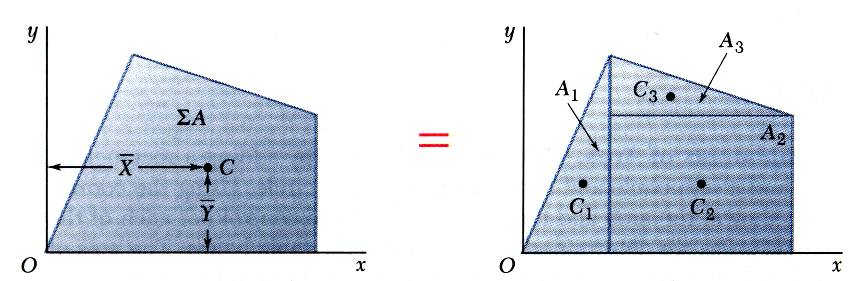 y
ΣA
X̅
C
Y̅
O
x
=
y
A₃
A₁
C₃
A₂
C₁
C₂
O
x